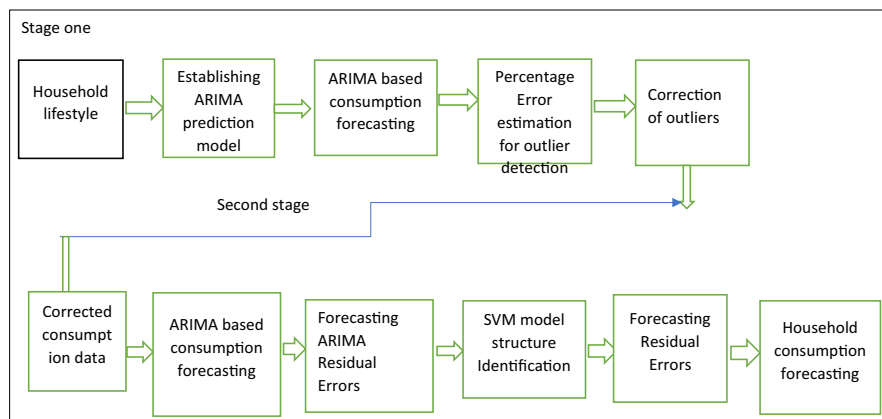 Stage one
Household
lifestyle
Establishing
ARIMA
prediction
model
ARIMA based
consumption
forecasting
Percentage
Error
estimation
for outlier
detection
Correction
of outliers
Second stage
Corrected
consumpt
ion data
ARIMA based
consumption
forecasting
Forecasting
ARIMA
Residual
Errors
SVM model
structure
Identification
Forecasting
Residual
Errors
Household
consumption
forecasting